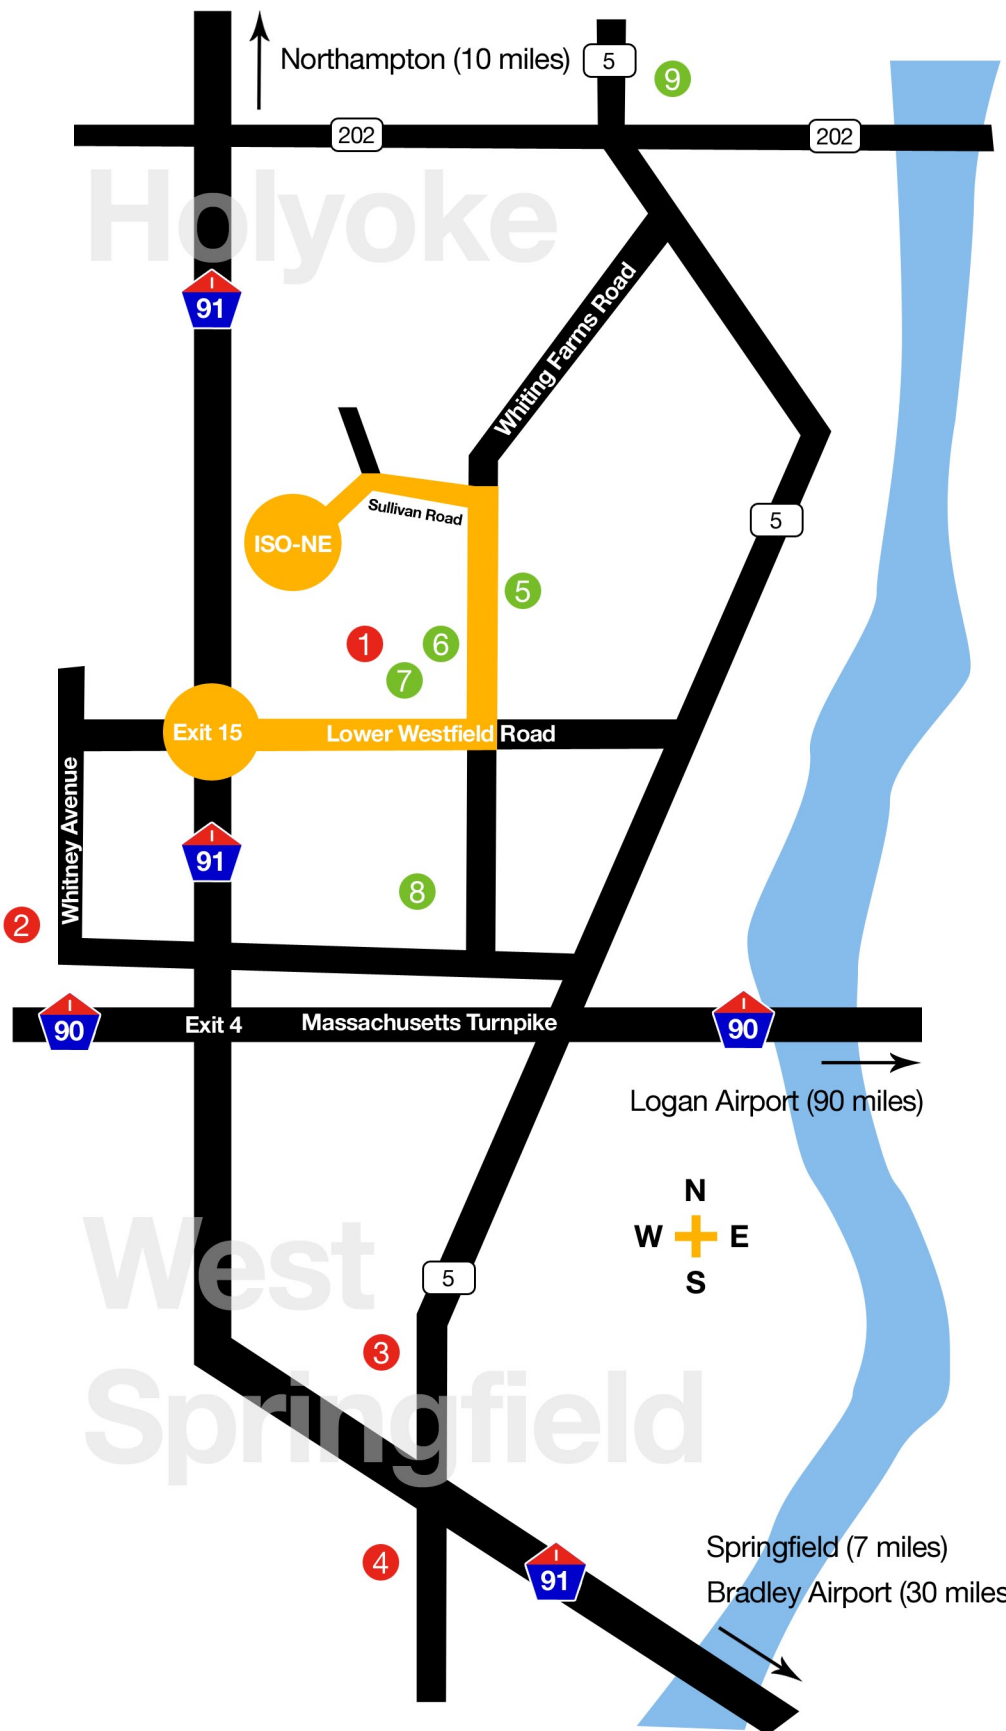 Northampton (10 miles)
5
9
202
202
Holyoke
I
91
Whiting Farms Road
Sullivan Road
ISO-NE
5
5
1
6
7
Exit 15
Lower Westfield Road
Whitney Avenue
I
91
8
2
I
90
Exit 4
Massachusetts Turnpike
I
90
Logan Airport (90 miles)
N
W
E
S
West
5
3
Springfield
4
I
91
Springfield (7 miles)
Bradley Airport (30 miles